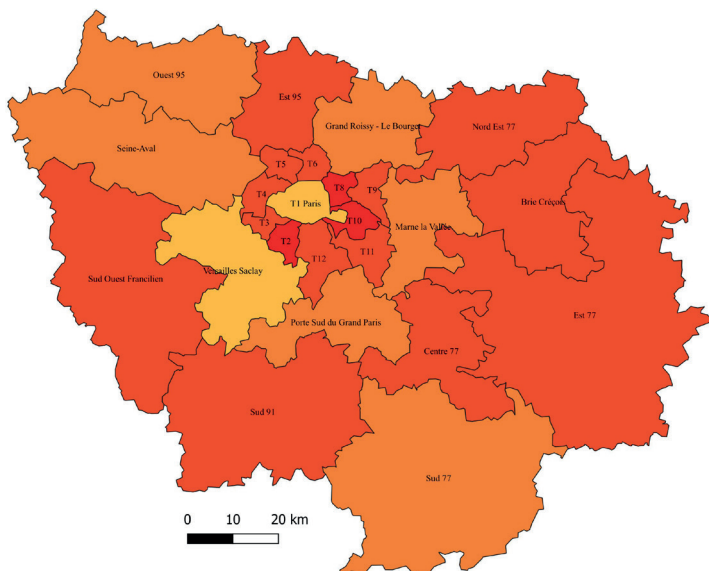 Ouest 95
Est 95
Grand Roissy - Le Bourget
Nord Est 77
Seine-Aval
T5
T6
T8
T9
T4
T1 Paris
Brie Créçois
T3
T10
Marne la Vallée
T2
T12
T11
Sud Ouest Francilien
Versailles Saclay
Est 77
Porte Sud du Grand Paris
Centre 77
Sud 91
Sud 77
0 10 20 km